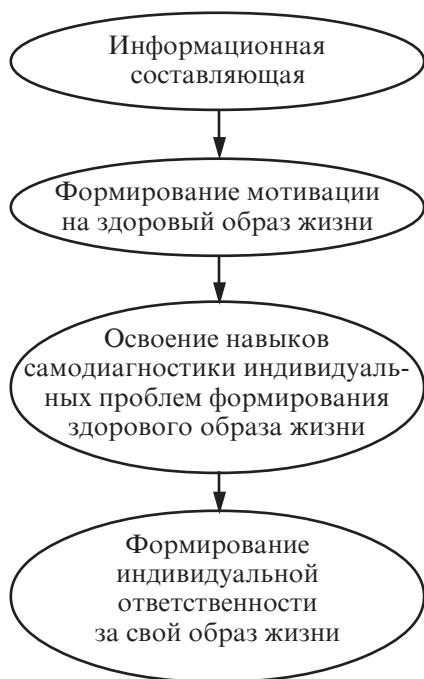 Информационная
составляющая
Формирование мотивации
на здоровый образ жизни
Освоение навыков
самодиагностики индивидуаль-
ных проблем формирования
здорового образа жизни
Формирование
индивидуальной
ответственности
за свой образ жизни